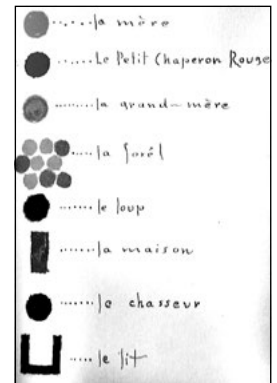 la mère
Le Petit Chaperon Rouge
la grand-mère
la forêt
le loup
la maison
le chasseur
le lit